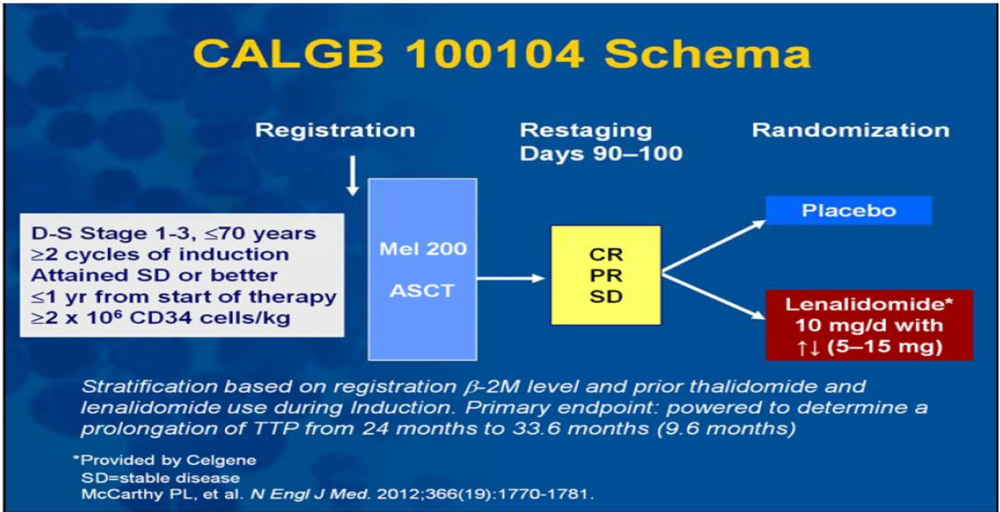 CALGB 100104 Schema
Registration
Restaging
Days 90–100
Randomization
D-S Stage 1-3, ≤70 years
≥2 cycles of induction
Attained SD or better
≤1 yr from start of therapy
≥2 x 10⁶ CD34 cells/kg
Mel 200
ASCT
CR
PR
SD
Placebo
Lenalidomide*
10 mg/d with
↑↓ (5–15 mg)
Stratification based on registration β-2M level and prior thalidomide and
lenalidomide use during Induction. Primary endpoint: powered to determine a
prolongation of TTP from 24 months to 33.6 months (9.6 months)
*Provided by Celgene
SD=stable disease
McCarthy PL, et al. N Engl J Med. 2012;366(19):1770-1781.